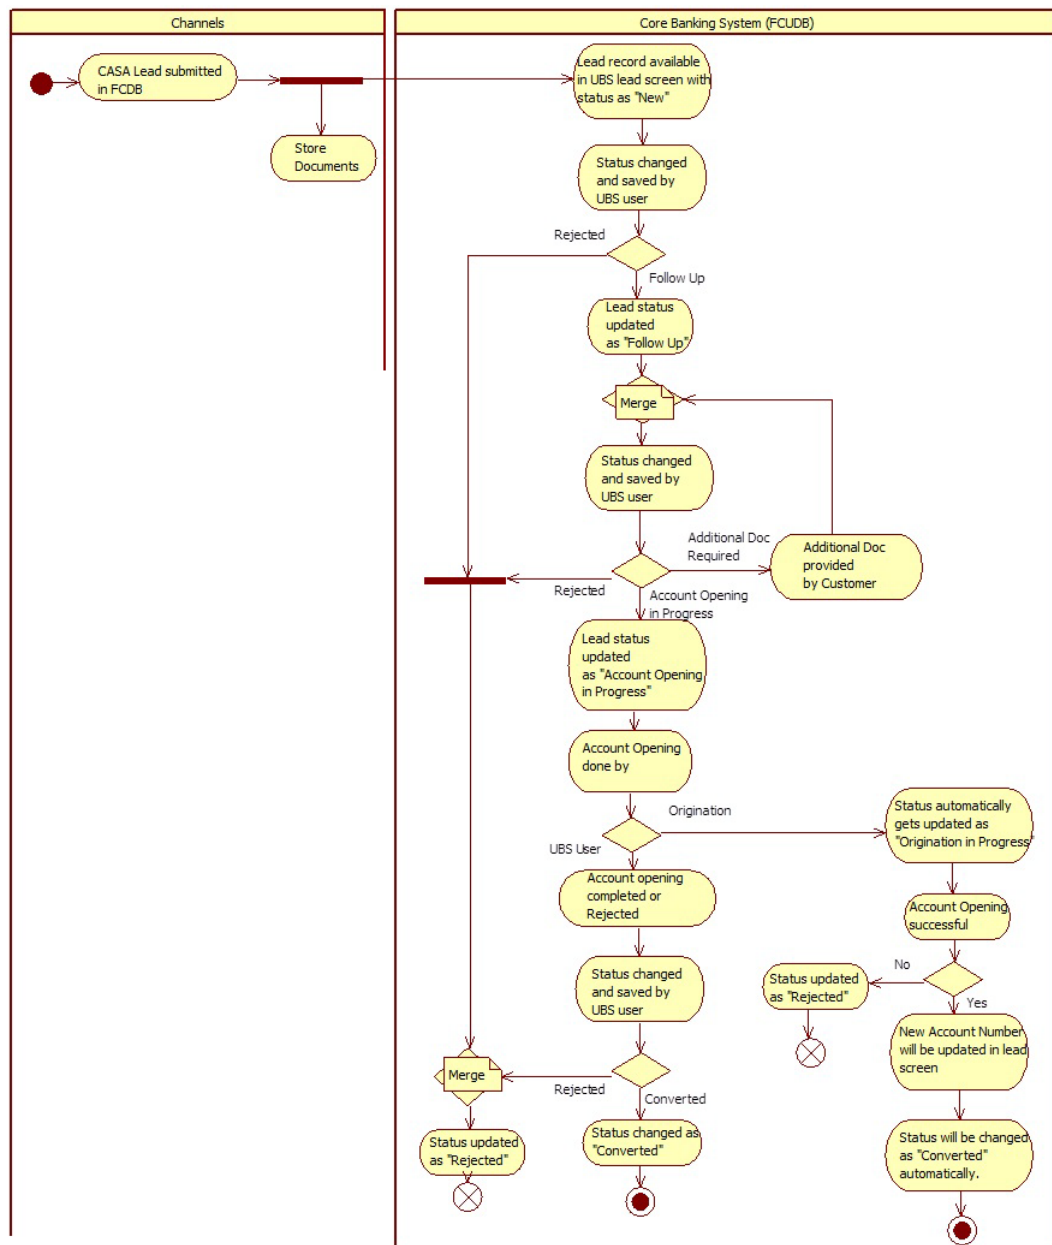 Channels
Core Banking System (FCUDB)
CASA Lead submitted
in FCDB
Lead record available
in UBS lead screen with
status as "New"
Store
Documents
Status changed
and saved by
UBS user
Rejected
Follow Up
Lead status
updated
as "Follow Up"
Merge
Status changed
and saved by
UBS user
Additional Doc
Required
Additional Doc
provided
by Customer
Rejected
Account Opening
in Progress
Lead status
updated
as "Account Opening
in Progress"
Account Opening
done by
Origination
Status automatically
gets updated as
"Origination in Progress"
UBS User
Account opening
completed or
Rejected
Account Opening
successful
No
Status updated
as "Rejected"
Yes
Status changed
and saved by
UBS user
New Account Number
will be updated in lead
screen
Merge
Rejected
Converted
Status updated
as "Rejected"
Status changed as
"Converted"
Status will be changed
as "Converted"
automatically.